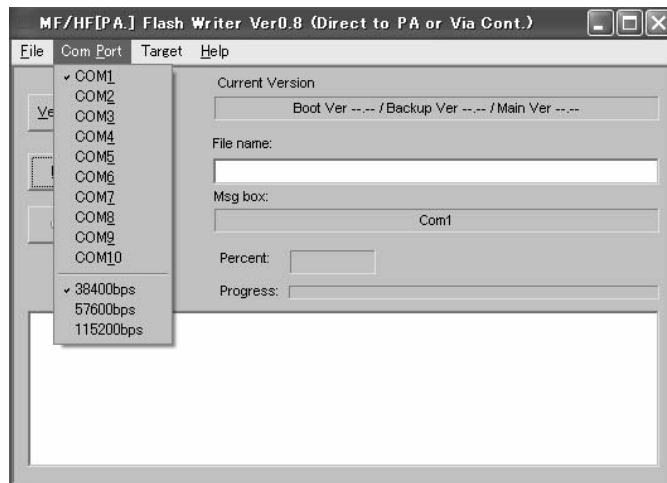 MF/HF[PA.] Flash Writer Ver0.8 (Direct to PA or Via Cont.)
File Com Port Target Help
COM1
COM2
COM3
COM4
COM5
COM6
COM7
COM8
COM9
COM10
38400bps
57600bps
115200bps
Current Version
Boot Ver --.-- / Backup Ver --.-- / Main Ver --.--
File name:
Msg box:
Com1
Percent:
Progress: